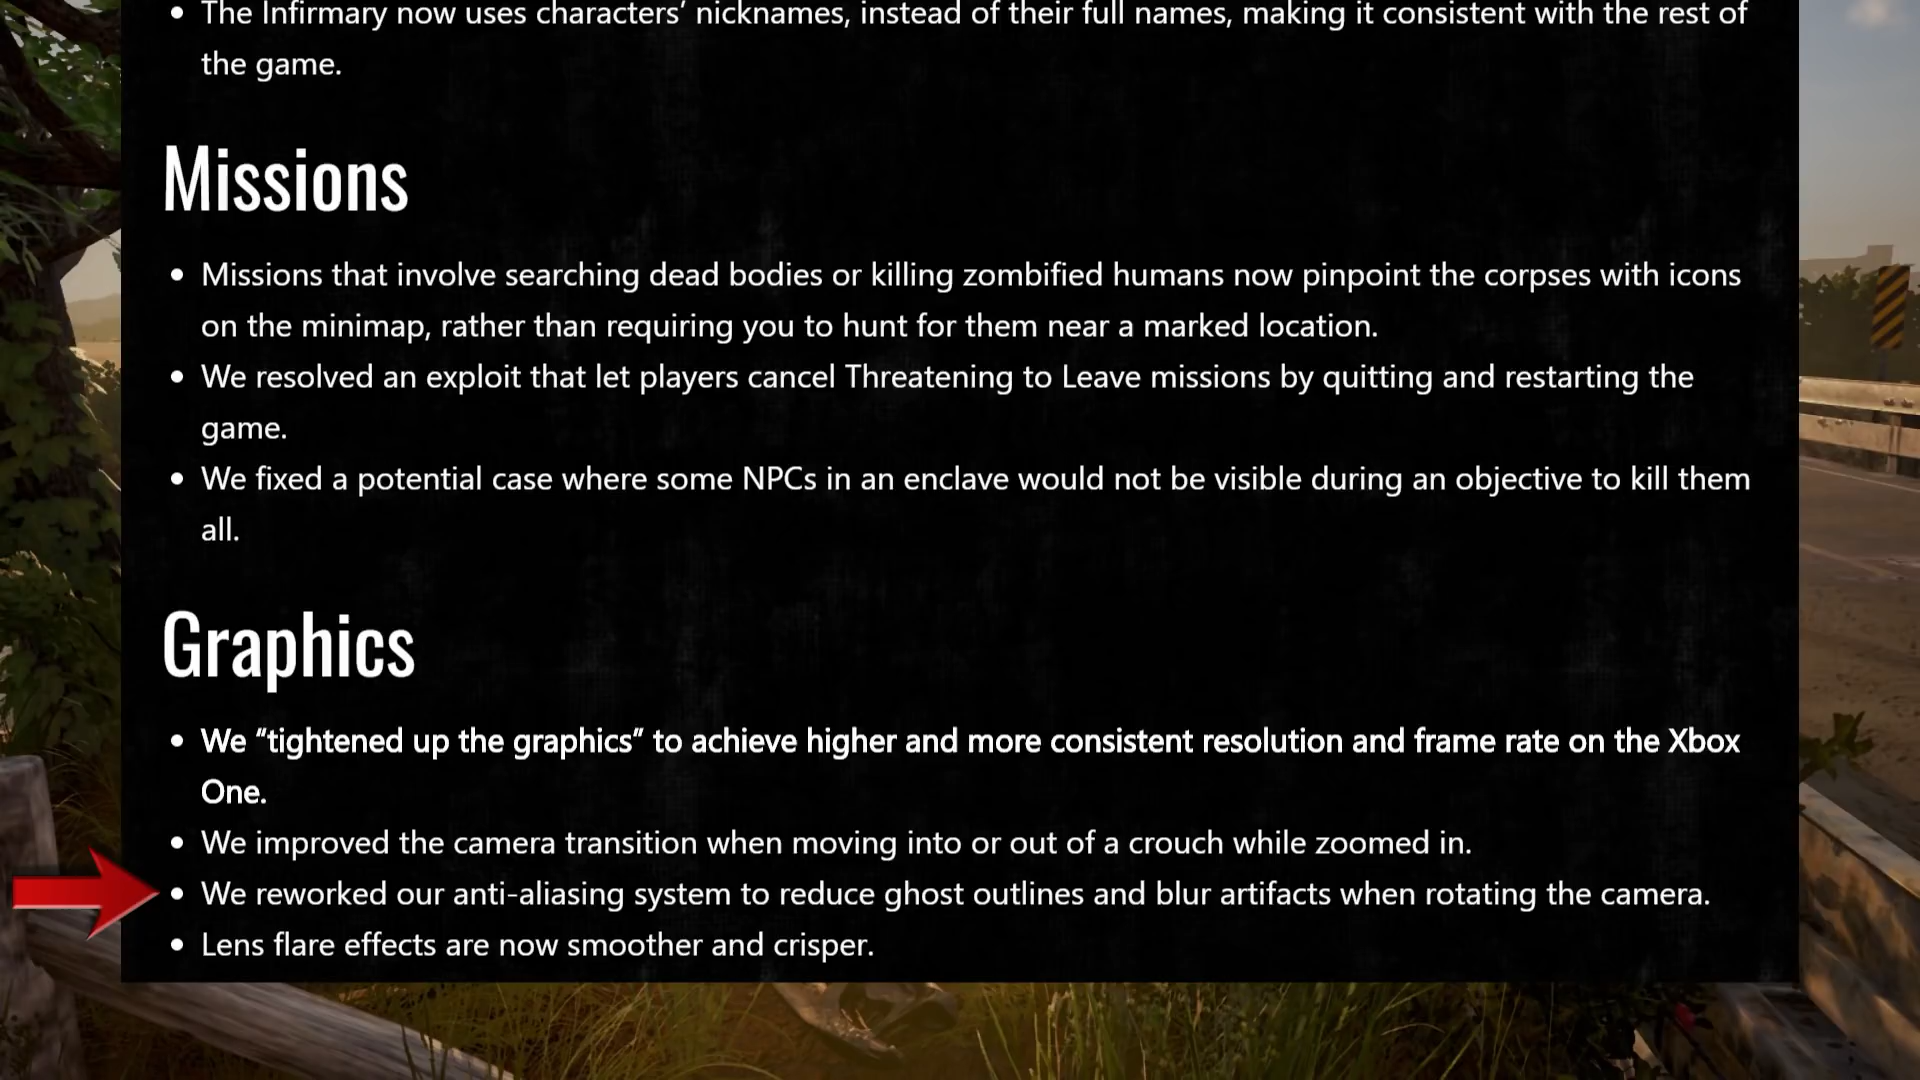 • The Infirmary now uses characters’ nicknames, instead of their full names, making it consistent with the rest of
the game.
Missions
• Missions that involve searching dead bodies or killing zombified humans now pinpoint the corpses with icons
on the minimap, rather than requiring you to hunt for them near a marked location.
• We resolved an exploit that let players cancel Threatening to Leave missions by quitting and restarting the
game.
• We fixed a potential case where some NPCs in an enclave would not be visible during an objective to kill them
all.
Graphics
• We “tightened up the graphics” to achieve higher and more consistent resolution and frame rate on the Xbox
One.
• We improved the camera transition when moving into or out of a crouch while zoomed in.
• We reworked our anti-aliasing system to reduce ghost outlines and blur artifacts when rotating the camera.
• Lens flare effects are now smoother and crisper.